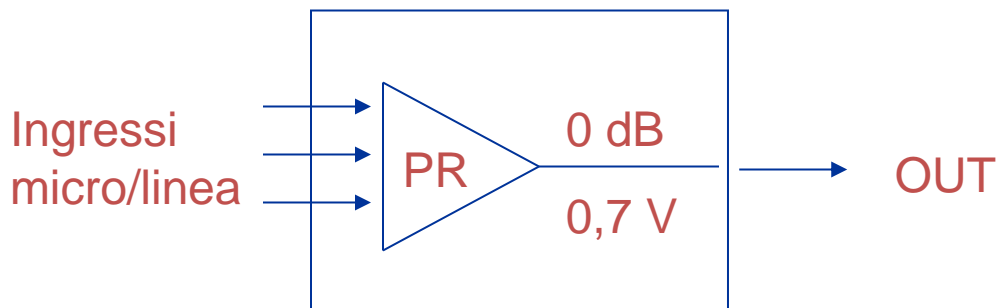 Ingressi
micro/linea
PR
0 dB
0,7 V
OUT